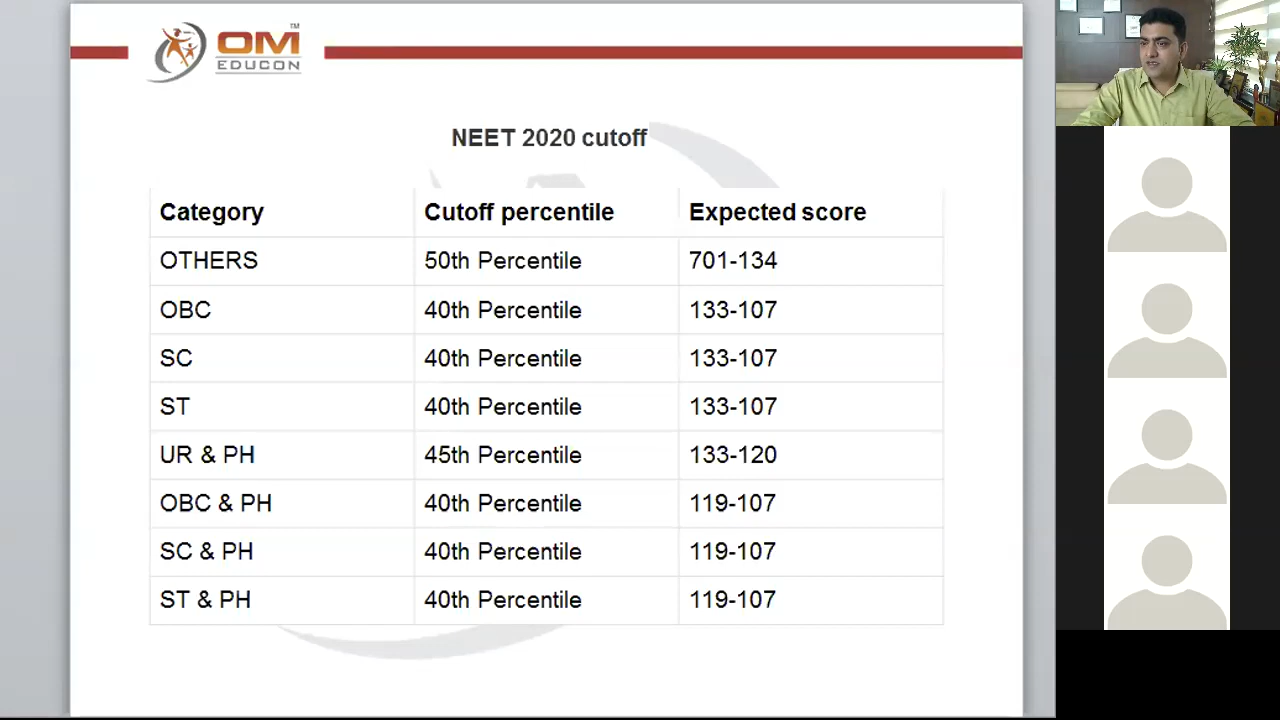 OM TM
EDUCON
NEET 2020 cutoff
Category Cutoff percentile Expected score
OTHERS 50th Percentile 701-134
OBC 40th Percentile 133-107
SC 40th Percentile 133-107
ST 40th Percentile 133-107
UR & PH 45th Percentile 133-120
OBC & PH 40th Percentile 119-107
SC & PH 40th Percentile 119-107
ST & PH 40th Percentile 119-107